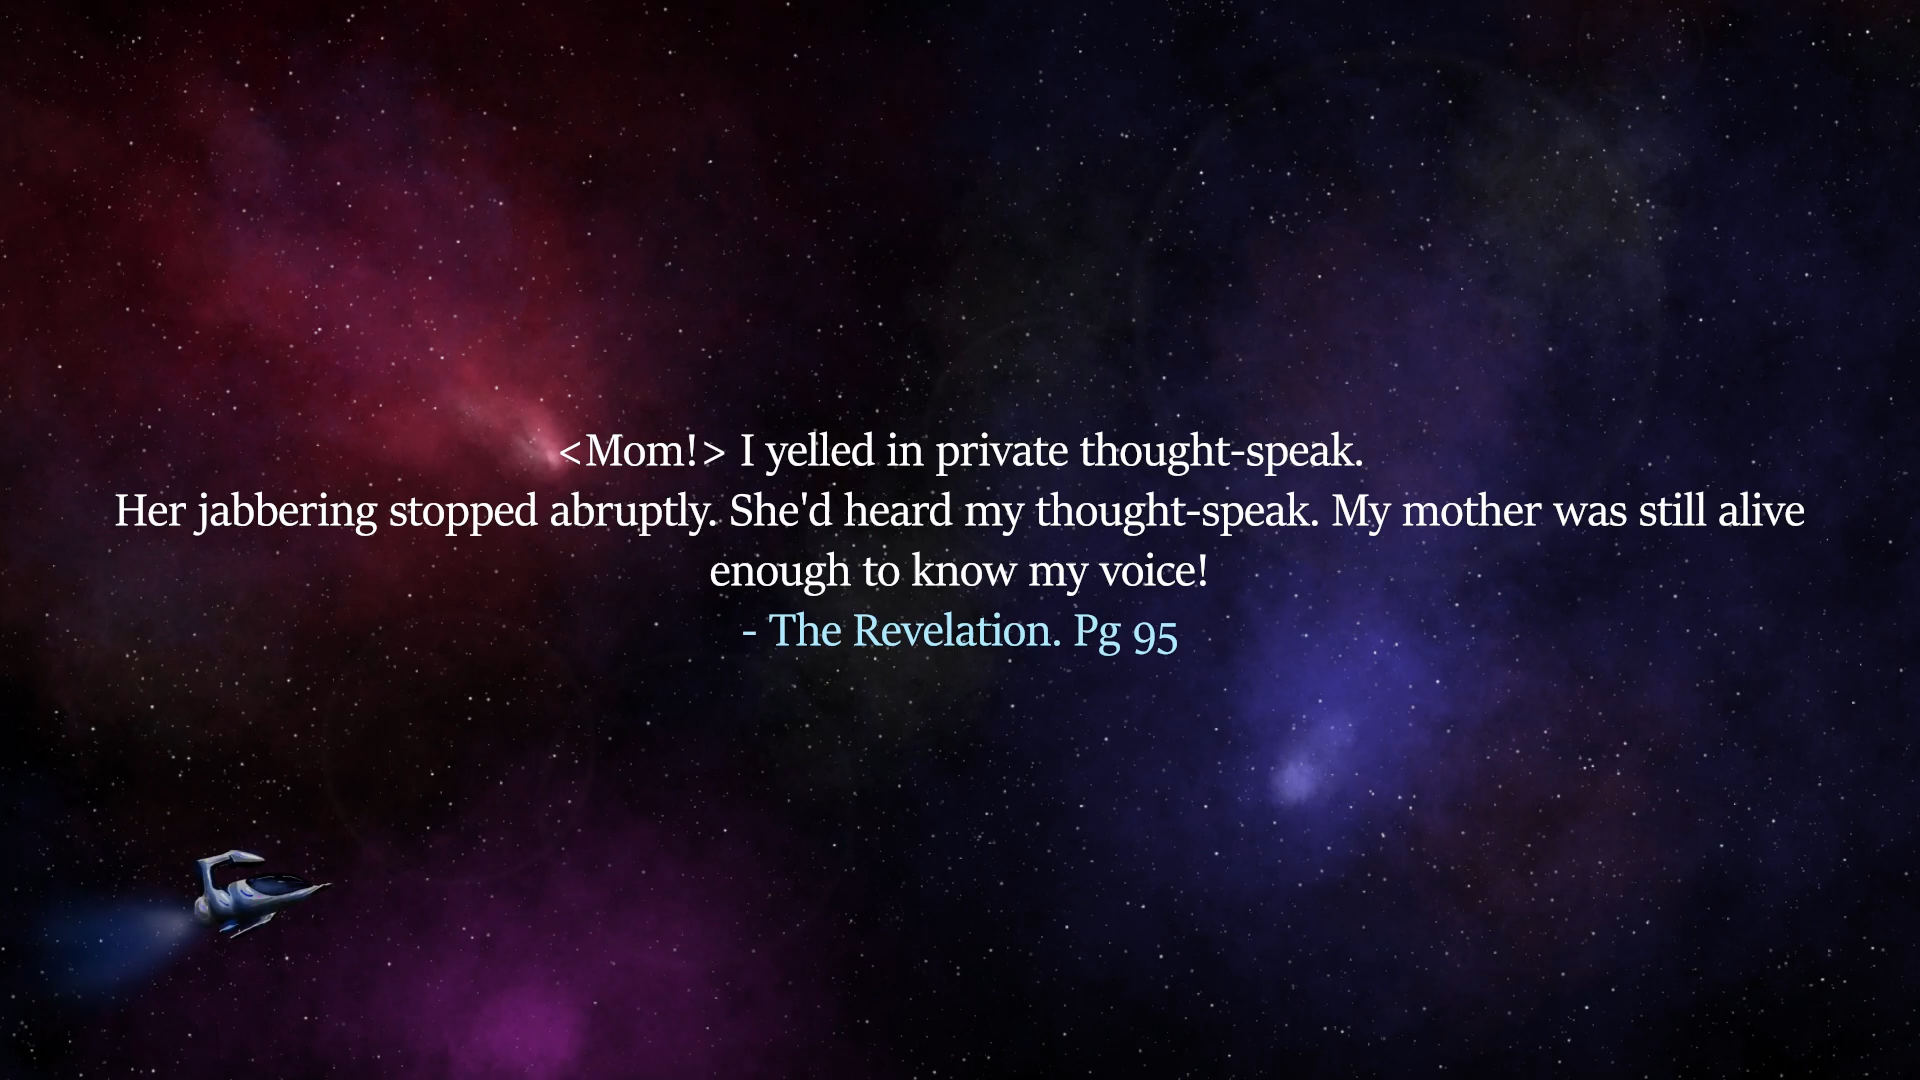 <Mom!> I yelled in private thought-speak.
Her jabbering stopped abruptly. She'd heard my thought-speak. My mother was still alive
enough to know my voice!
- The Revelation. Pg 95